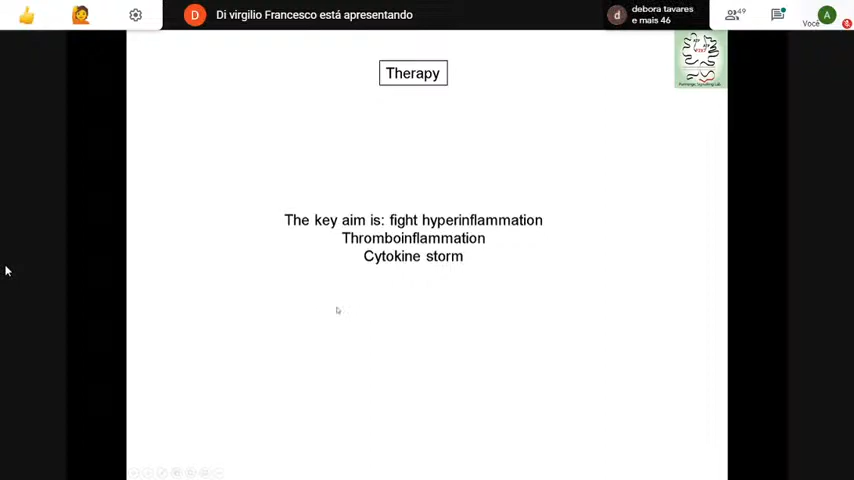 D
Di virgilio Francesco está apresentando
d
debora tavares
e mais 46
49
Você
A
Therapy
The key aim is: fight hyperinflammation
Thromboinflammation
Cytokine storm